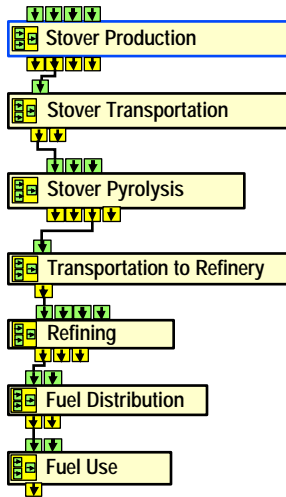 Stover Production
Stover Transportation
Stover Pyrolysis
Transportation to Refinery
Refining
Fuel Distribution
Fuel Use